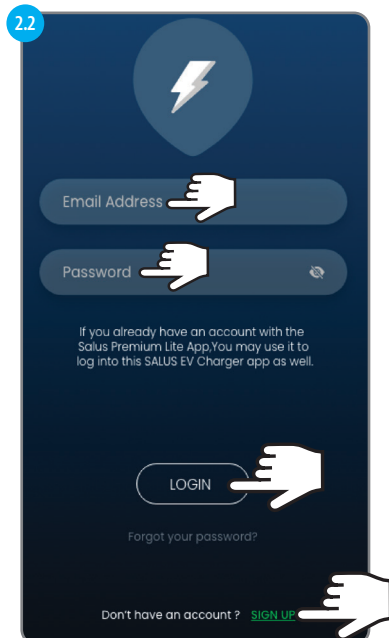 2.2
Email Address
Password
If you already have an account with the
Salus Premium Lite App,You may use it to
log into this SALUS EV Charger app as well.
LOGIN
Forgot your password?
Don't have an account ? SIGN UP